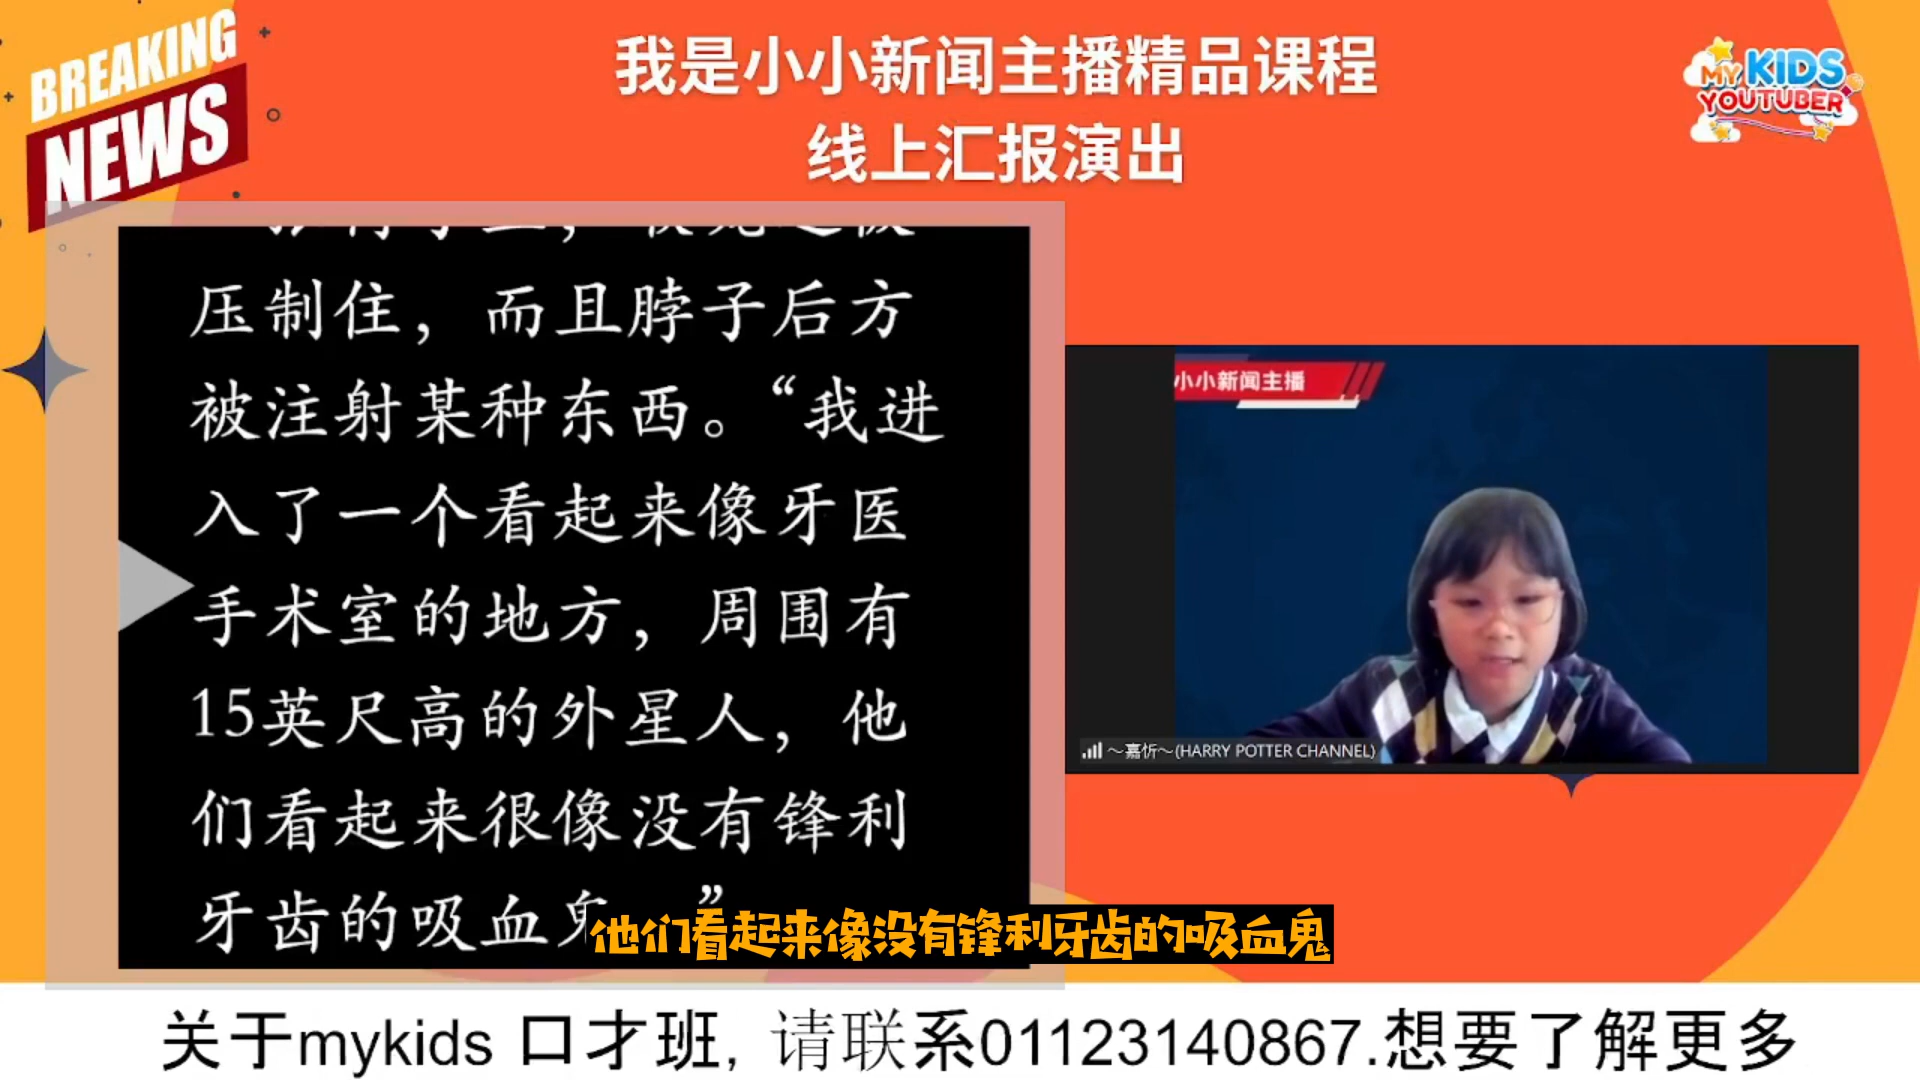 BREAKING
NEWS
我是小小新闻主播精品课程
线上汇报演出
MY KIDS
YOUTUBER
压制住，而且脖子后方
被注射某种东西。“我进
入了一个看起来像牙医
手术室的地方，周围有
15英尺高的外星人，他
们看起来很像没有锋利
牙齿的吸血鬼”
小小新闻主播
～嘉忻～(HARRY POTTER CHANNEL)
他们看起来像没有锋利牙齿的吸血鬼
关于mykids 口才班, 请联系01123140867.想要了解更多